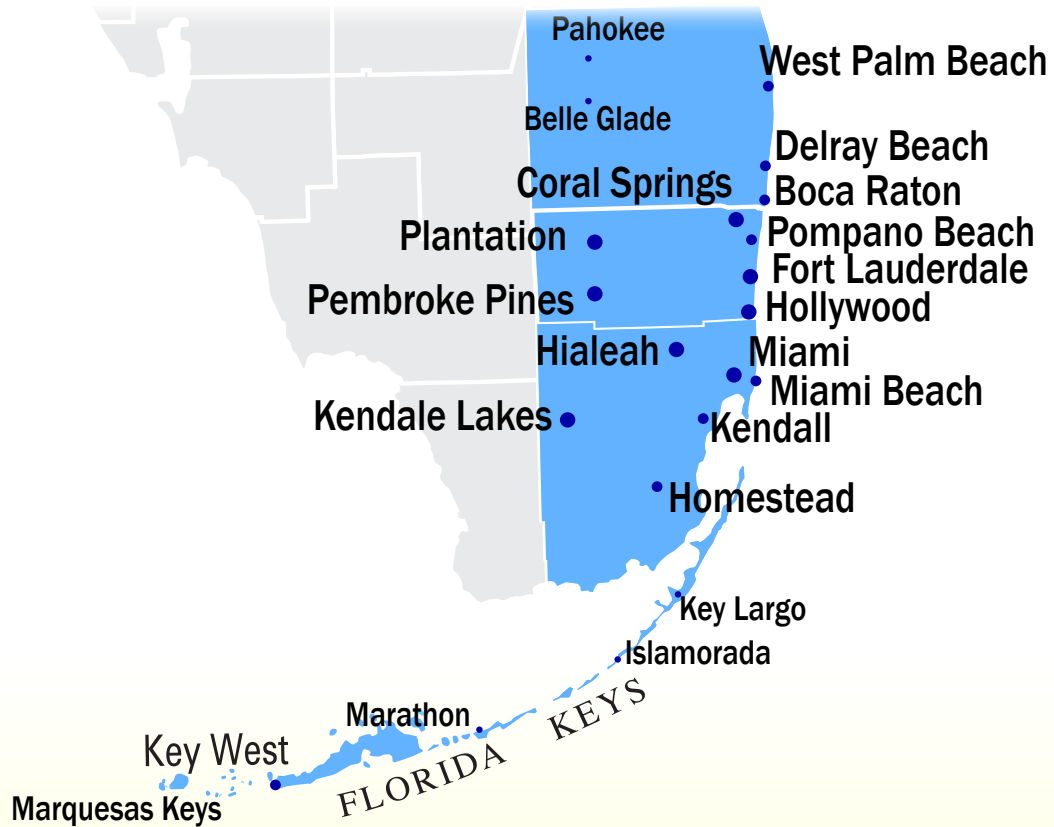 Pahokee
West Palm Beach
Belle Glade
Delray Beach
Coral Springs
Boca Raton
Plantation
Pompano Beach
Fort Lauderdale
Pembroke Pines
Hollywood
Hialeah
Miami
Miami Beach
Kendale Lakes
Kendall
Homestead
Key Largo
Islamorada
Marathon
FLORIDA KEYS
Key West
Marquesas Keys